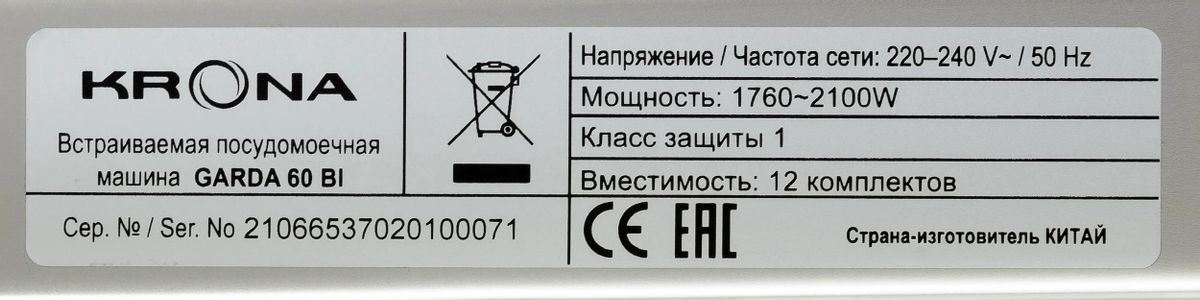 KRONA
Встраиваемая посудомоечная
машина GARDA 60 BI
Напряжение / Частота сети: 220–240 V~ / 50 Hz
Мощность: 1760~2100W
Класс защиты 1
Вместимость: 12 комплектов
Сер. № / Ser. No 21066537020100071
CE EAC
Страна-изготовитель КИТАЙ